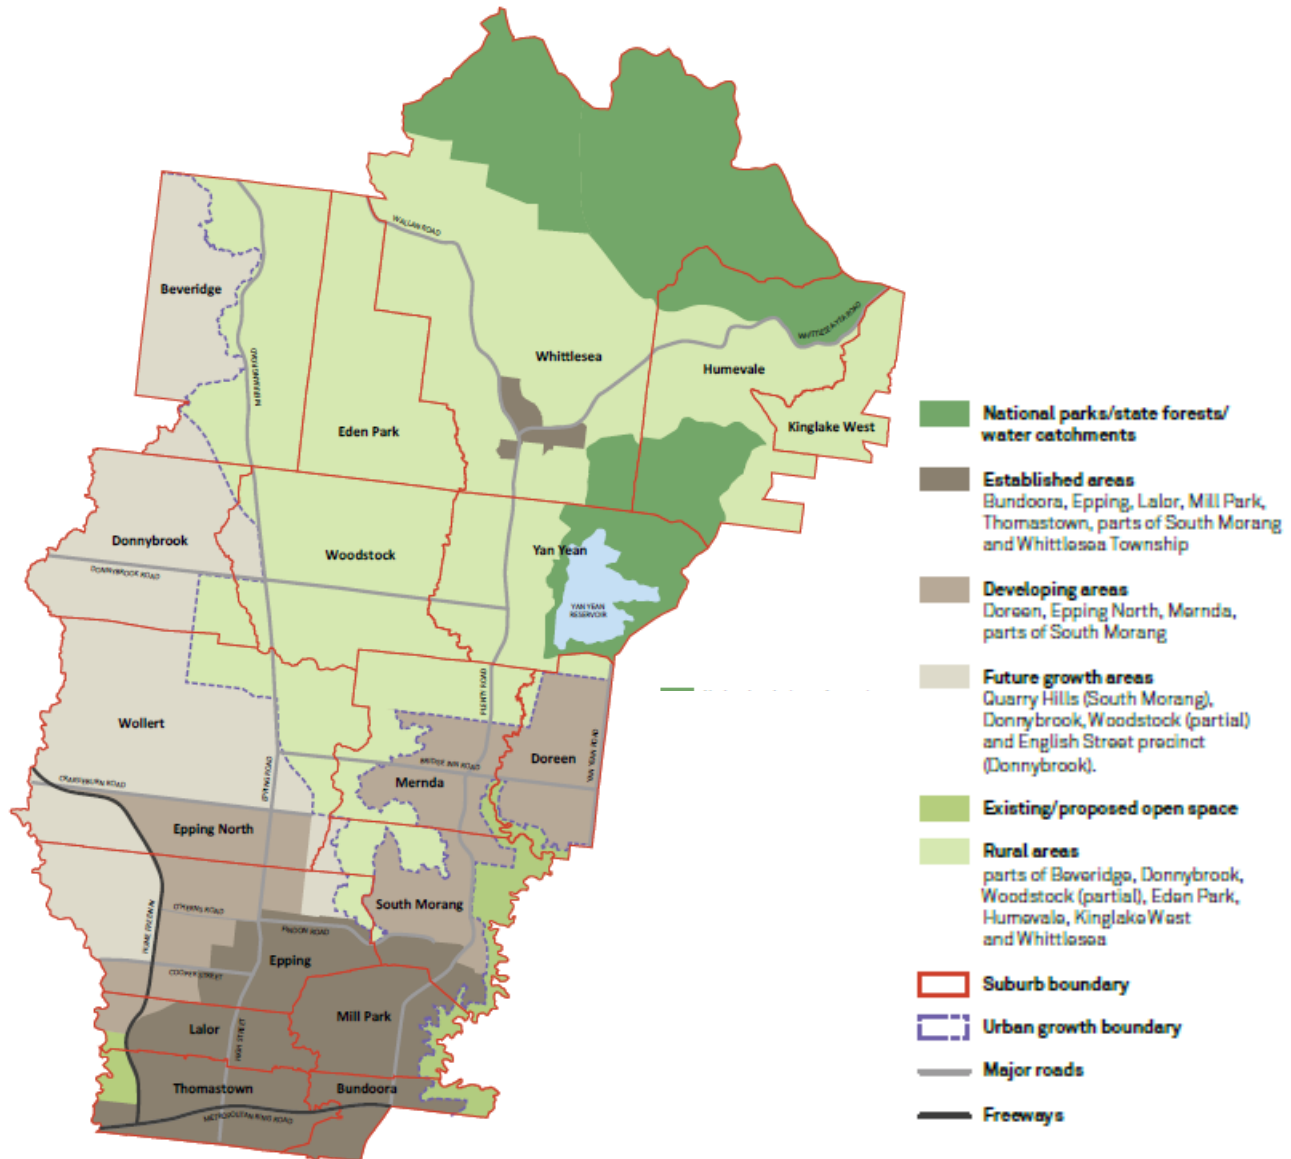 WALLAN ROAD
Beveridge
WHITTLESEA-YEA ROAD
MERRIANG ROAD
Whittlesea
Humevale
Eden Park
Kinglake West
Donnybrook
Woodstock
Yan Yean
DONNYBROOK ROAD
YAN YEAN
RESERVOIR
PLENTY ROAD
Wollert
Doreen
YAN YEAN ROAD
BRIDGE INN ROAD
Mernda
EPPING ROAD
CRAIGIEBURN ROAD
Epping North
South Morang
O'HERNS ROAD
HUME FREEWAY
FINDON ROAD
Epping
COOPER STREET
Mill Park
Lalor
HIGH STREET
Thomastown
Bundoora
METROPOLITAN RING ROAD
National parks/state forests/
water catchments
Established areas
Bundoora, Epping, Lalor, Mill Park,
Thomastown, parts of South Morang
and Whittlesea Township
Developing areas
Doreen, Epping North, Mernda,
parts of South Morang
Future growth areas
Quarry Hills (South Morang),
Donnybrook, Woodstock (partial)
and English Street precinct
(Donnybrook).
Existing/proposed open space
Rural areas
parts of Beveridge, Donnybrook,
Woodstock (partial), Eden Park,
Humevale, Kinglake West
and Whittlesea
Suburb boundary
Urban growth boundary
Major roads
Freeways